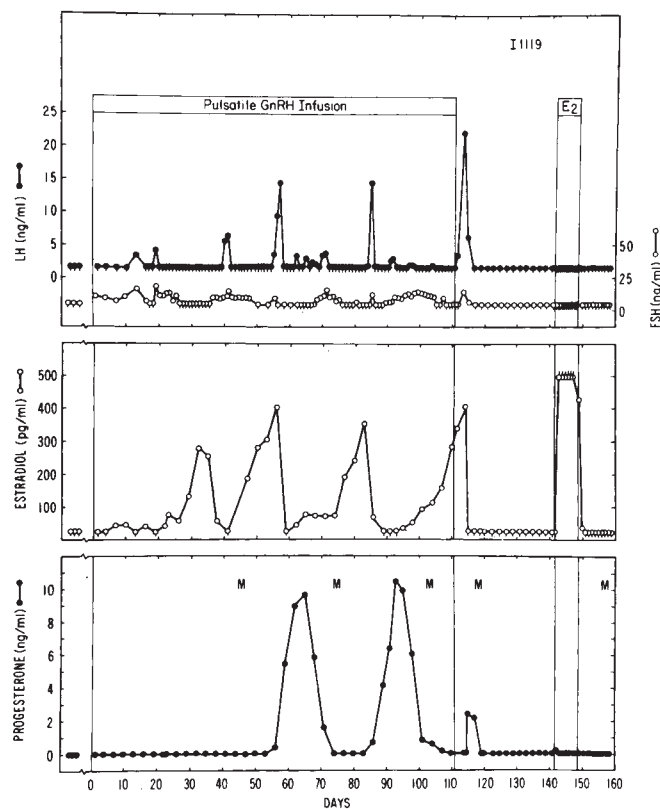 I1119
Pulsatile GnRH Infusion
E2
25
20
15
10
5
0
LH (ng/ml)
50
25
0
FSH (ng/ml)
500
400
300
200
100
ESTRADIOL (pg/ml)
M M M M M
10
8
6
4
2
0
PROGESTERONE (ng/ml)
0 10 20 30 40 50 60 70 80 90 100 110 120 130 140 150 160
DAYS